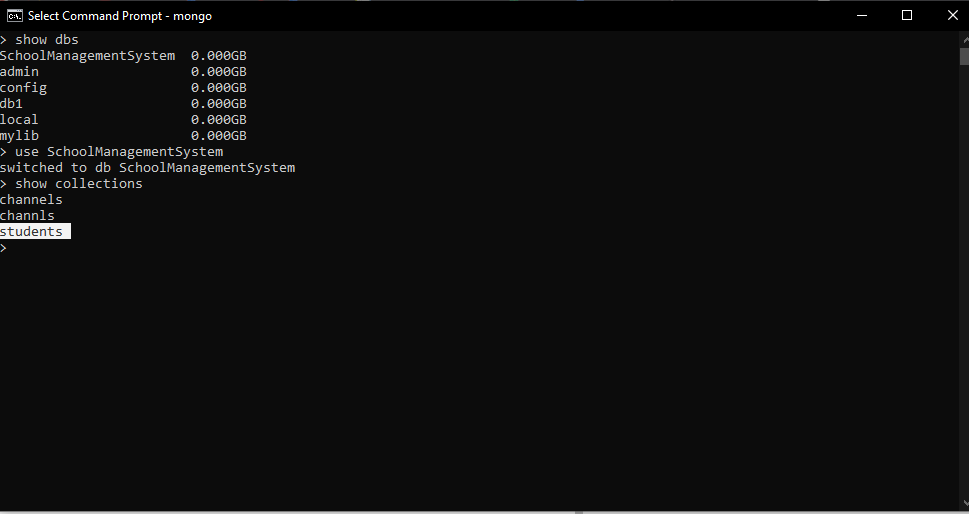 Select Command Prompt - mongo
> show dbs
SchoolManagementSystem  0.000GB
admin                   0.000GB
config                  0.000GB
db1                     0.000GB
local                   0.000GB
mylib                   0.000GB
> use SchoolManagementSystem
switched to db SchoolManagementSystem
> show collections
channels
channls
students
>